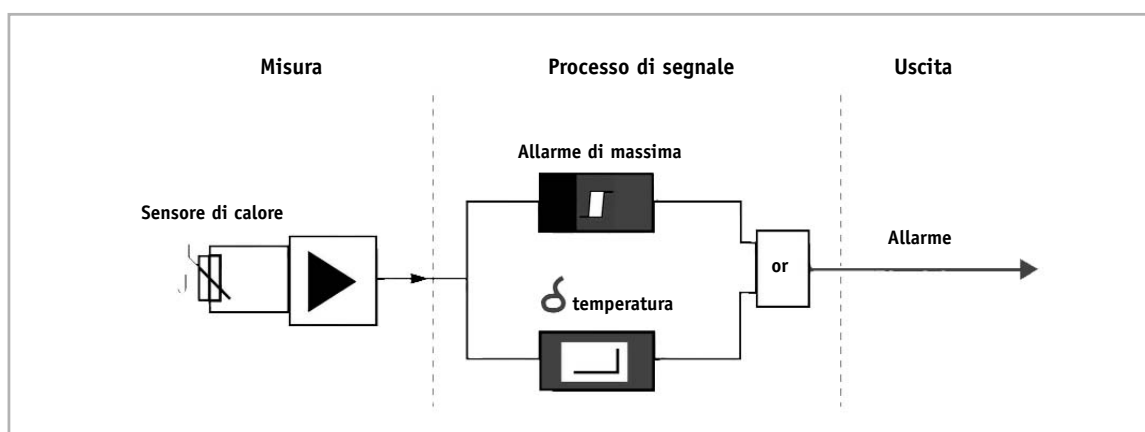 Misura
Processo di segnale
Uscita
Allarme di massima
Sensore di calore
Allarme
or
δ temperatura